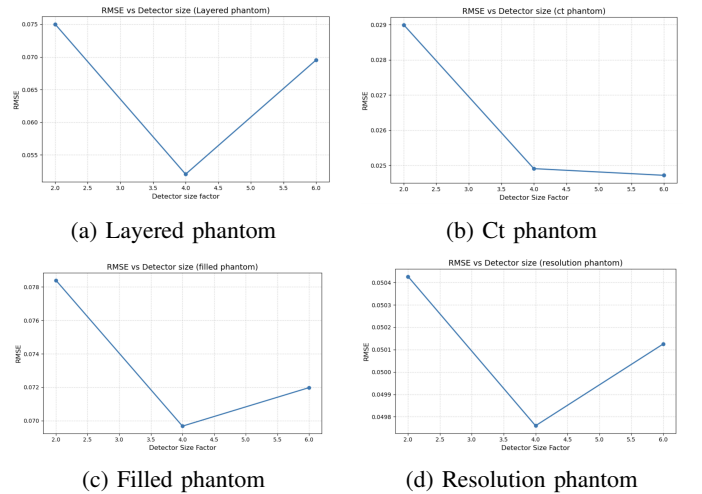 RMSE vs Detector size (Layered phantom)
0.075
0.070
0.065
0.060
0.055
RMSE
2.0 2.5 3.0 3.5 4.0 4.5 5.0 5.5 6.0
Detector size factor
(a) Layered phantom
RMSE vs Detector size (ct phantom)
0.029
0.028
0.027
0.026
0.025
RMSE
2.0 2.5 3.0 3.5 4.0 4.5 5.0 5.5 6.0
Detector Size Factor
(b) Ct phantom
RMSE vs Detector size (filled phantom)
0.078
0.076
0.074
0.072
0.070
RMSE
2.0 2.5 3.0 3.5 4.0 4.5 5.0 5.5 6.0
Detector Size Factor
(c) Filled phantom
RMSE vs Detector size (resolution phantom)
0.0504
0.0503
0.0502
0.0501
0.0500
0.0499
0.0498
RMSE
2.0 2.5 3.0 3.5 4.0 4.5 5.0 5.5 6.0
Detector Size Factor
(d) Resolution phantom